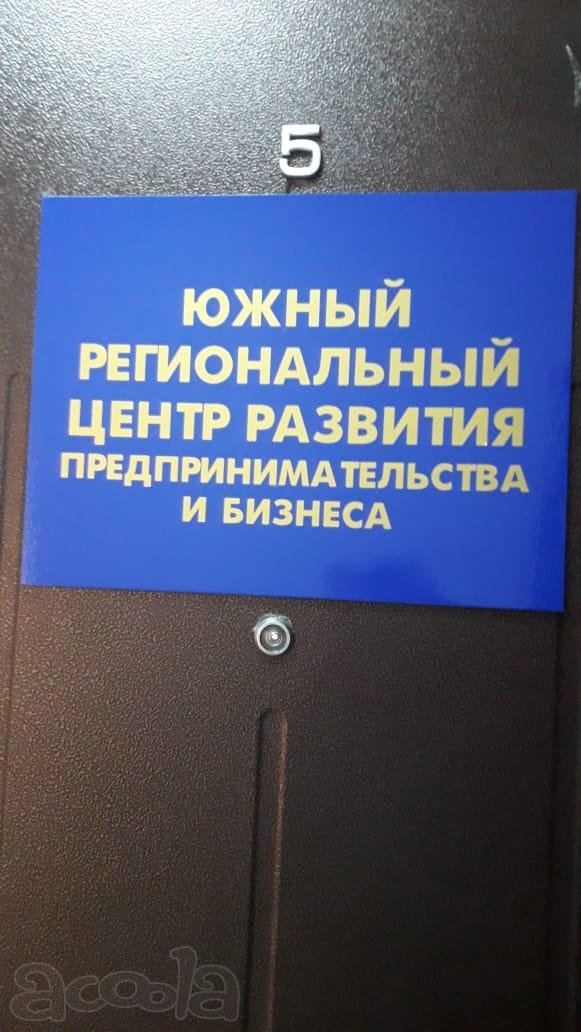 5
ЮЖНЫЙ
РЕГИОНАЛЬНЫЙ
ЦЕНТР РАЗВИТИЯ
ПРЕДПРИНИМАТЕЛЬСТВА
И БИЗНЕСА
acoola